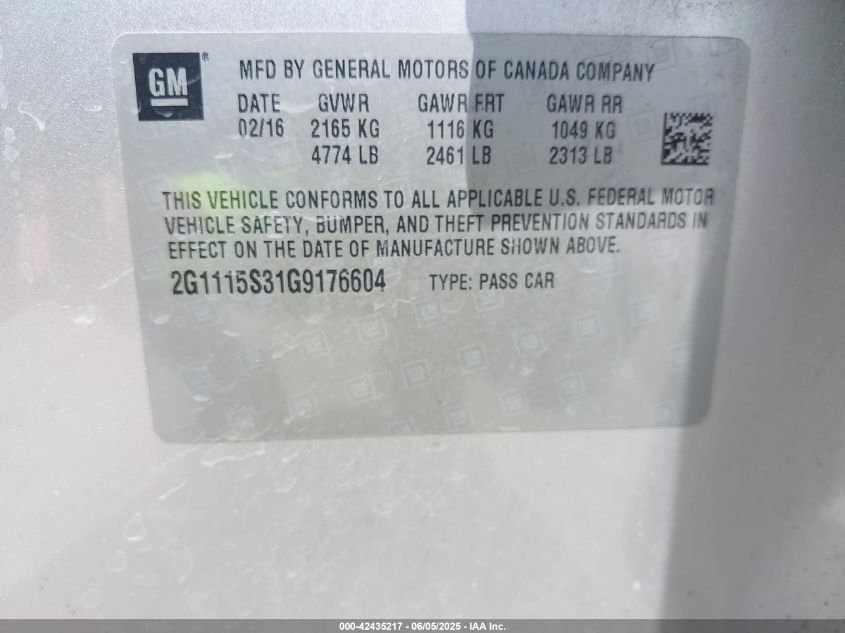 GM® MFD BY GENERAL MOTORS OF CANADA COMPANY
DATE GVWR GAWR FRT GAWR RR
02/16 2165 KG 1116 KG 1049 KG
4774 LB 2461 LB 2313 LB
THIS VEHICLE CONFORMS TO ALL APPLICABLE U.S. FEDERAL MOTOR
VEHICLE SAFETY, BUMPER, AND THEFT PREVENTION STANDARDS IN
EFFECT ON THE DATE OF MANUFACTURE SHOWN ABOVE.
2G1115S31G9176604 TYPE: PASS CAR
000-42435217 - 06/05/2025 - IAA Inc.